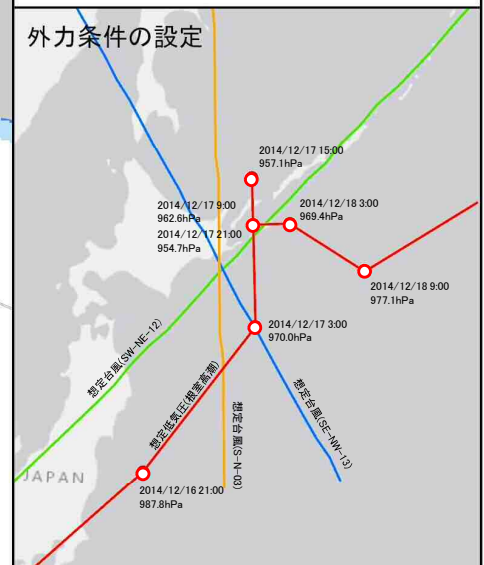 外力条件の設定
2014/12/17 15:00
957.1hPa
2014/12/17 9:00
962.6hPa
2014/12/17 21:00
954.7hPa
2014/12/18 3:00
969.4hPa
2014/12/18 9:00
977.1hPa
2014/12/17 3:00
970.0hPa
想定台風(SW-NE-12)
想定低気圧(根室高潮)
想定台風(S-N-03)
想定台風(SE-NW-13)
JAPAN
2014/12/16 21:00
987.8hPa